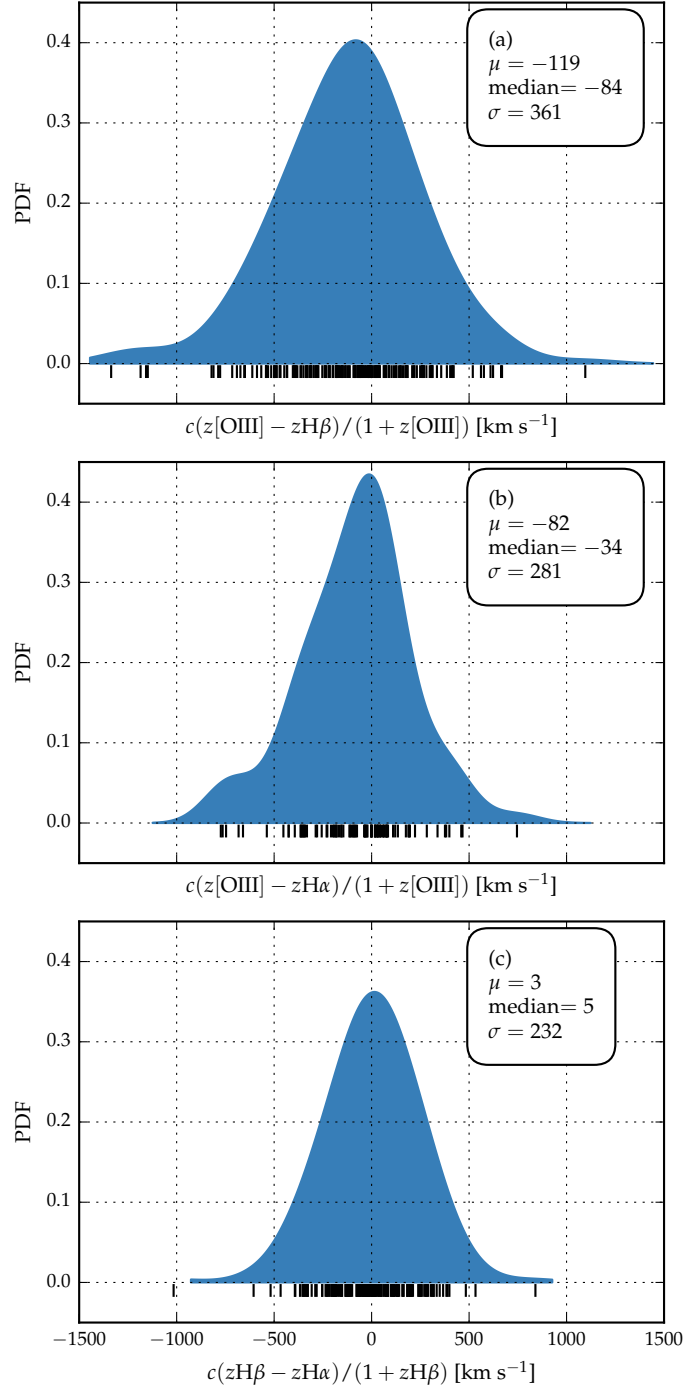 0.4
0.3
0.2
0.1
0.0
PDF
(a)
μ = −119
median= −84
σ = 361
c(z[OIII] − zHβ)/(1 + z[OIII]) [km s⁻¹]
0.4
0.3
0.2
0.1
0.0
PDF
(b)
μ = −82
median= −34
σ = 281
c(z[OIII] − zHα)/(1 + z[OIII]) [km s⁻¹]
0.4
0.3
0.2
0.1
0.0
PDF
(c)
μ = 3
median= 5
σ = 232
−1500 −1000 −500 0 500 1000 1500
c(zHβ − zHα)/(1 + zHβ) [km s⁻¹]